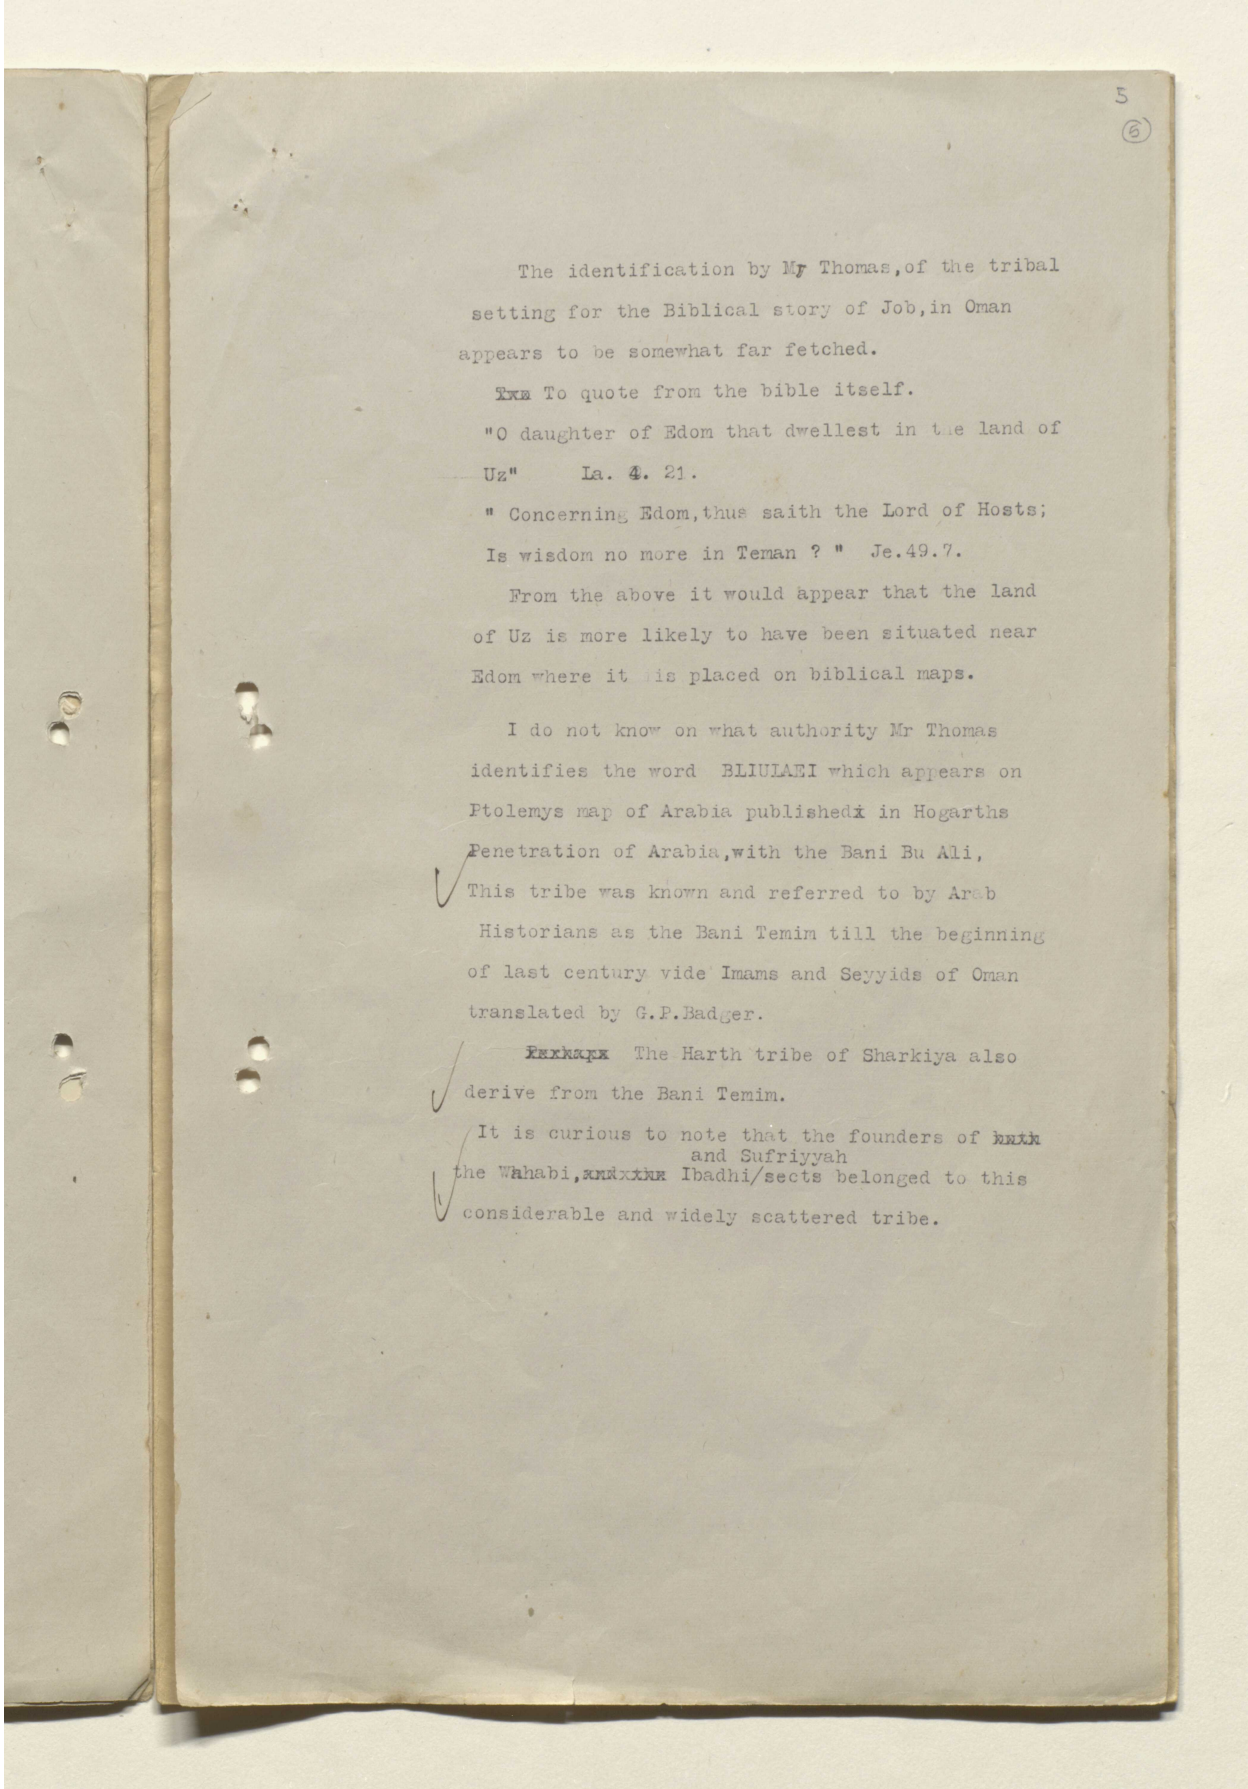 5
6
The identification by Mr Thomas,of the tribal
setting for the Biblical story of Job,in Oman
appears to be somewhat far fetched.
To quote from the bible itself.
"O daughter of Edom that dwellest in the land of
Uz" La. 4. 21.
" Concerning Edom,thus saith the Lord of Hosts;
Is wisdom no more in Teman ? " Je.49.7.
From the above it would appear that the land
of Uz is more likely to have been situated near
Edom where it is placed on biblical maps.
I do not know on what authority Mr Thomas
identifies the word BLIULAEI which appears on
Ptolemys map of Arabia published in Hogarths
Penetration of Arabia,with the Bani Bu Ali,
This tribe was known and referred to by Arab
Historians as the Bani Temim till the beginning
of last century vide Imams and Seyyids of Oman
translated by G.P.Badger.
The Harth tribe of Sharkiya also
derive from the Bani Temim.
It is curious to note that the founders of
and Sufriyyah
the Wahabi, Ibadhi/sects belonged to this
considerable and widely scattered tribe.